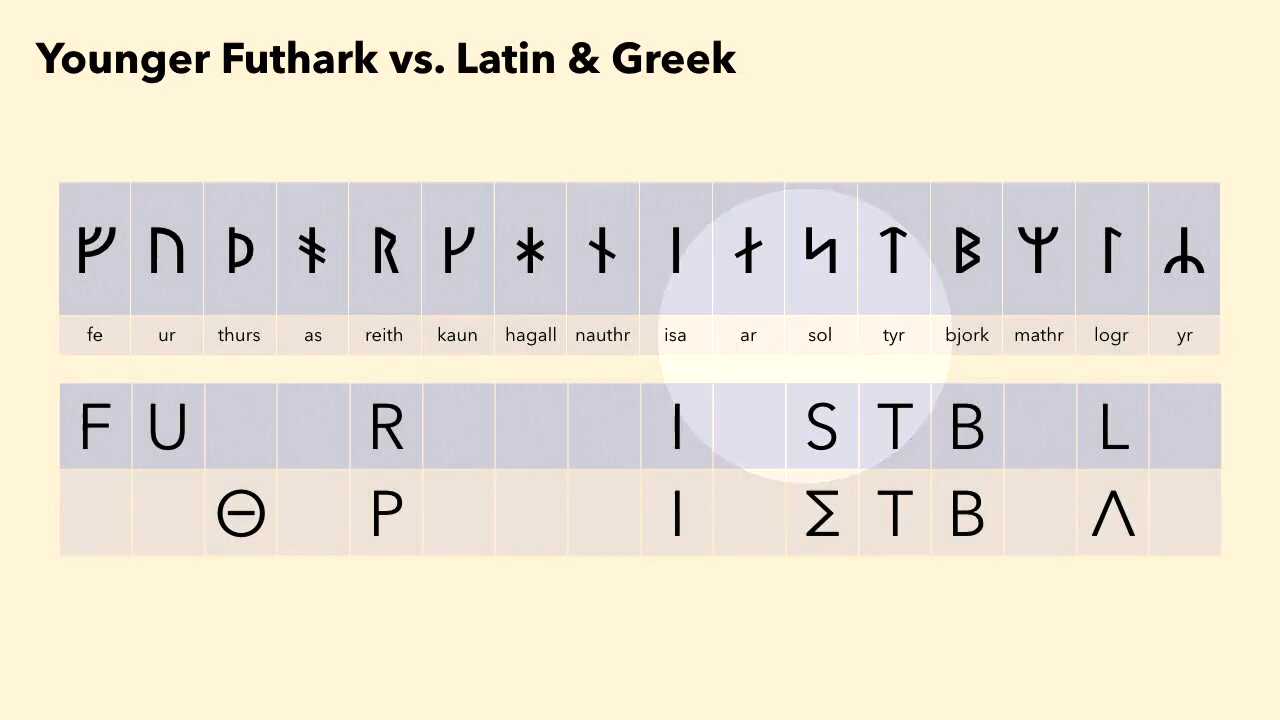 Younger Futhark vs. Latin & Greek
ᚠ ᚢ ᚦ ᚬ ᚱ ᚴ ᚼ ᚾ ᛁ ᛅ ᛋ ᛏ ᛒ ᛘ ᛚ ᛦ
fe ur thurs as reith kaun hagall nauthr isa ar sol tyr bjork mathr logr yr
F U R I S T B L
Θ Ρ Ι Σ Τ Β Λ